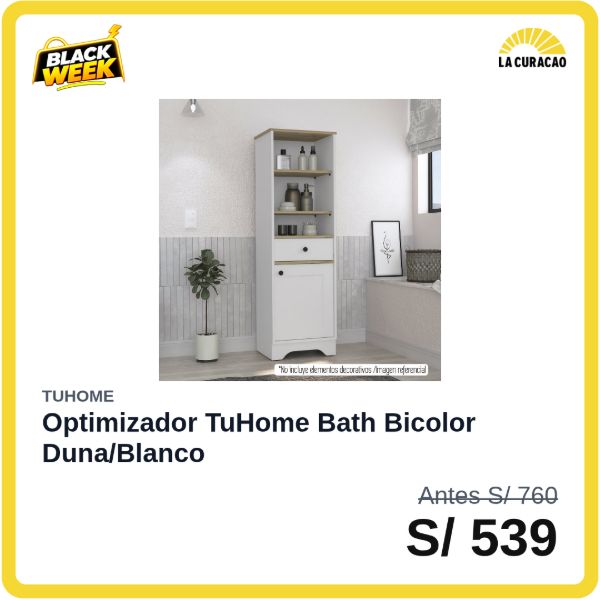 BLACK
WEEK
LA CURACAO
*No incluye elementos decorativos /Imagen referencial
TUHOME
Optimizador TuHome Bath Bicolor
Duna/Blanco
Antes S/ 760
S/ 539